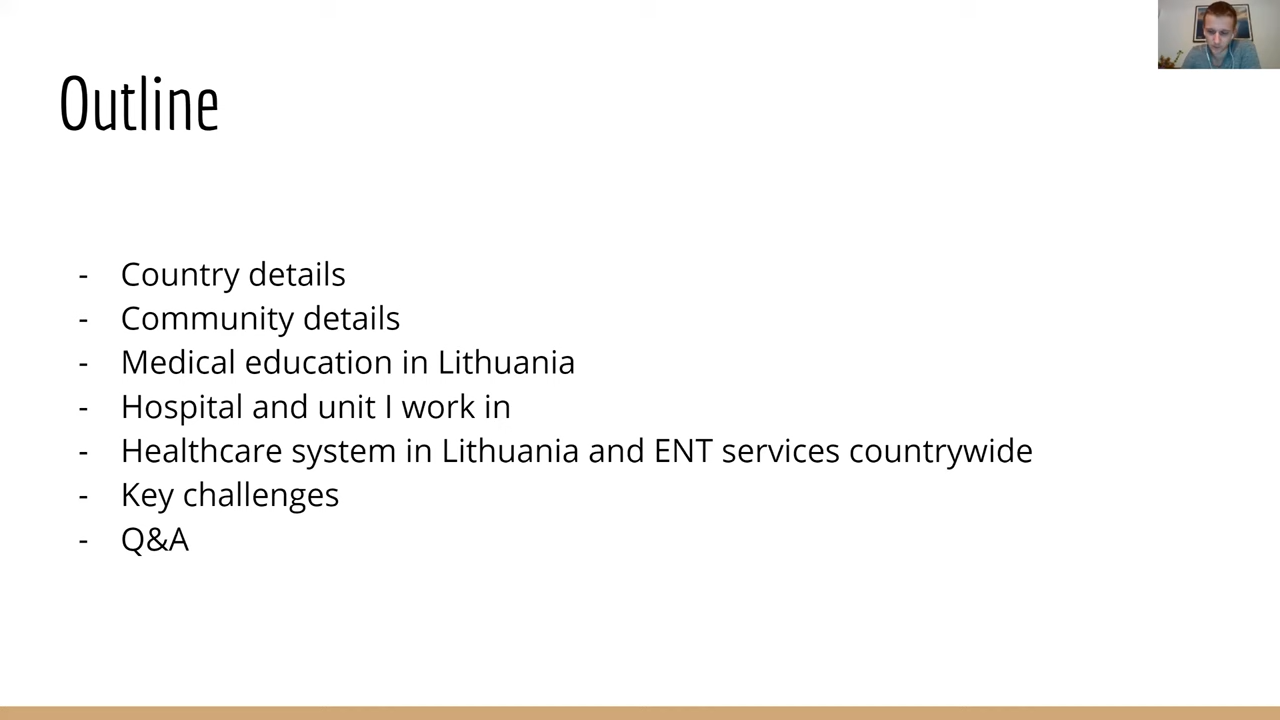 Outline
- Country details
- Community details
- Medical education in Lithuania
- Hospital and unit I work in
- Healthcare system in Lithuania and ENT services countrywide
- Key challenges
- Q&A